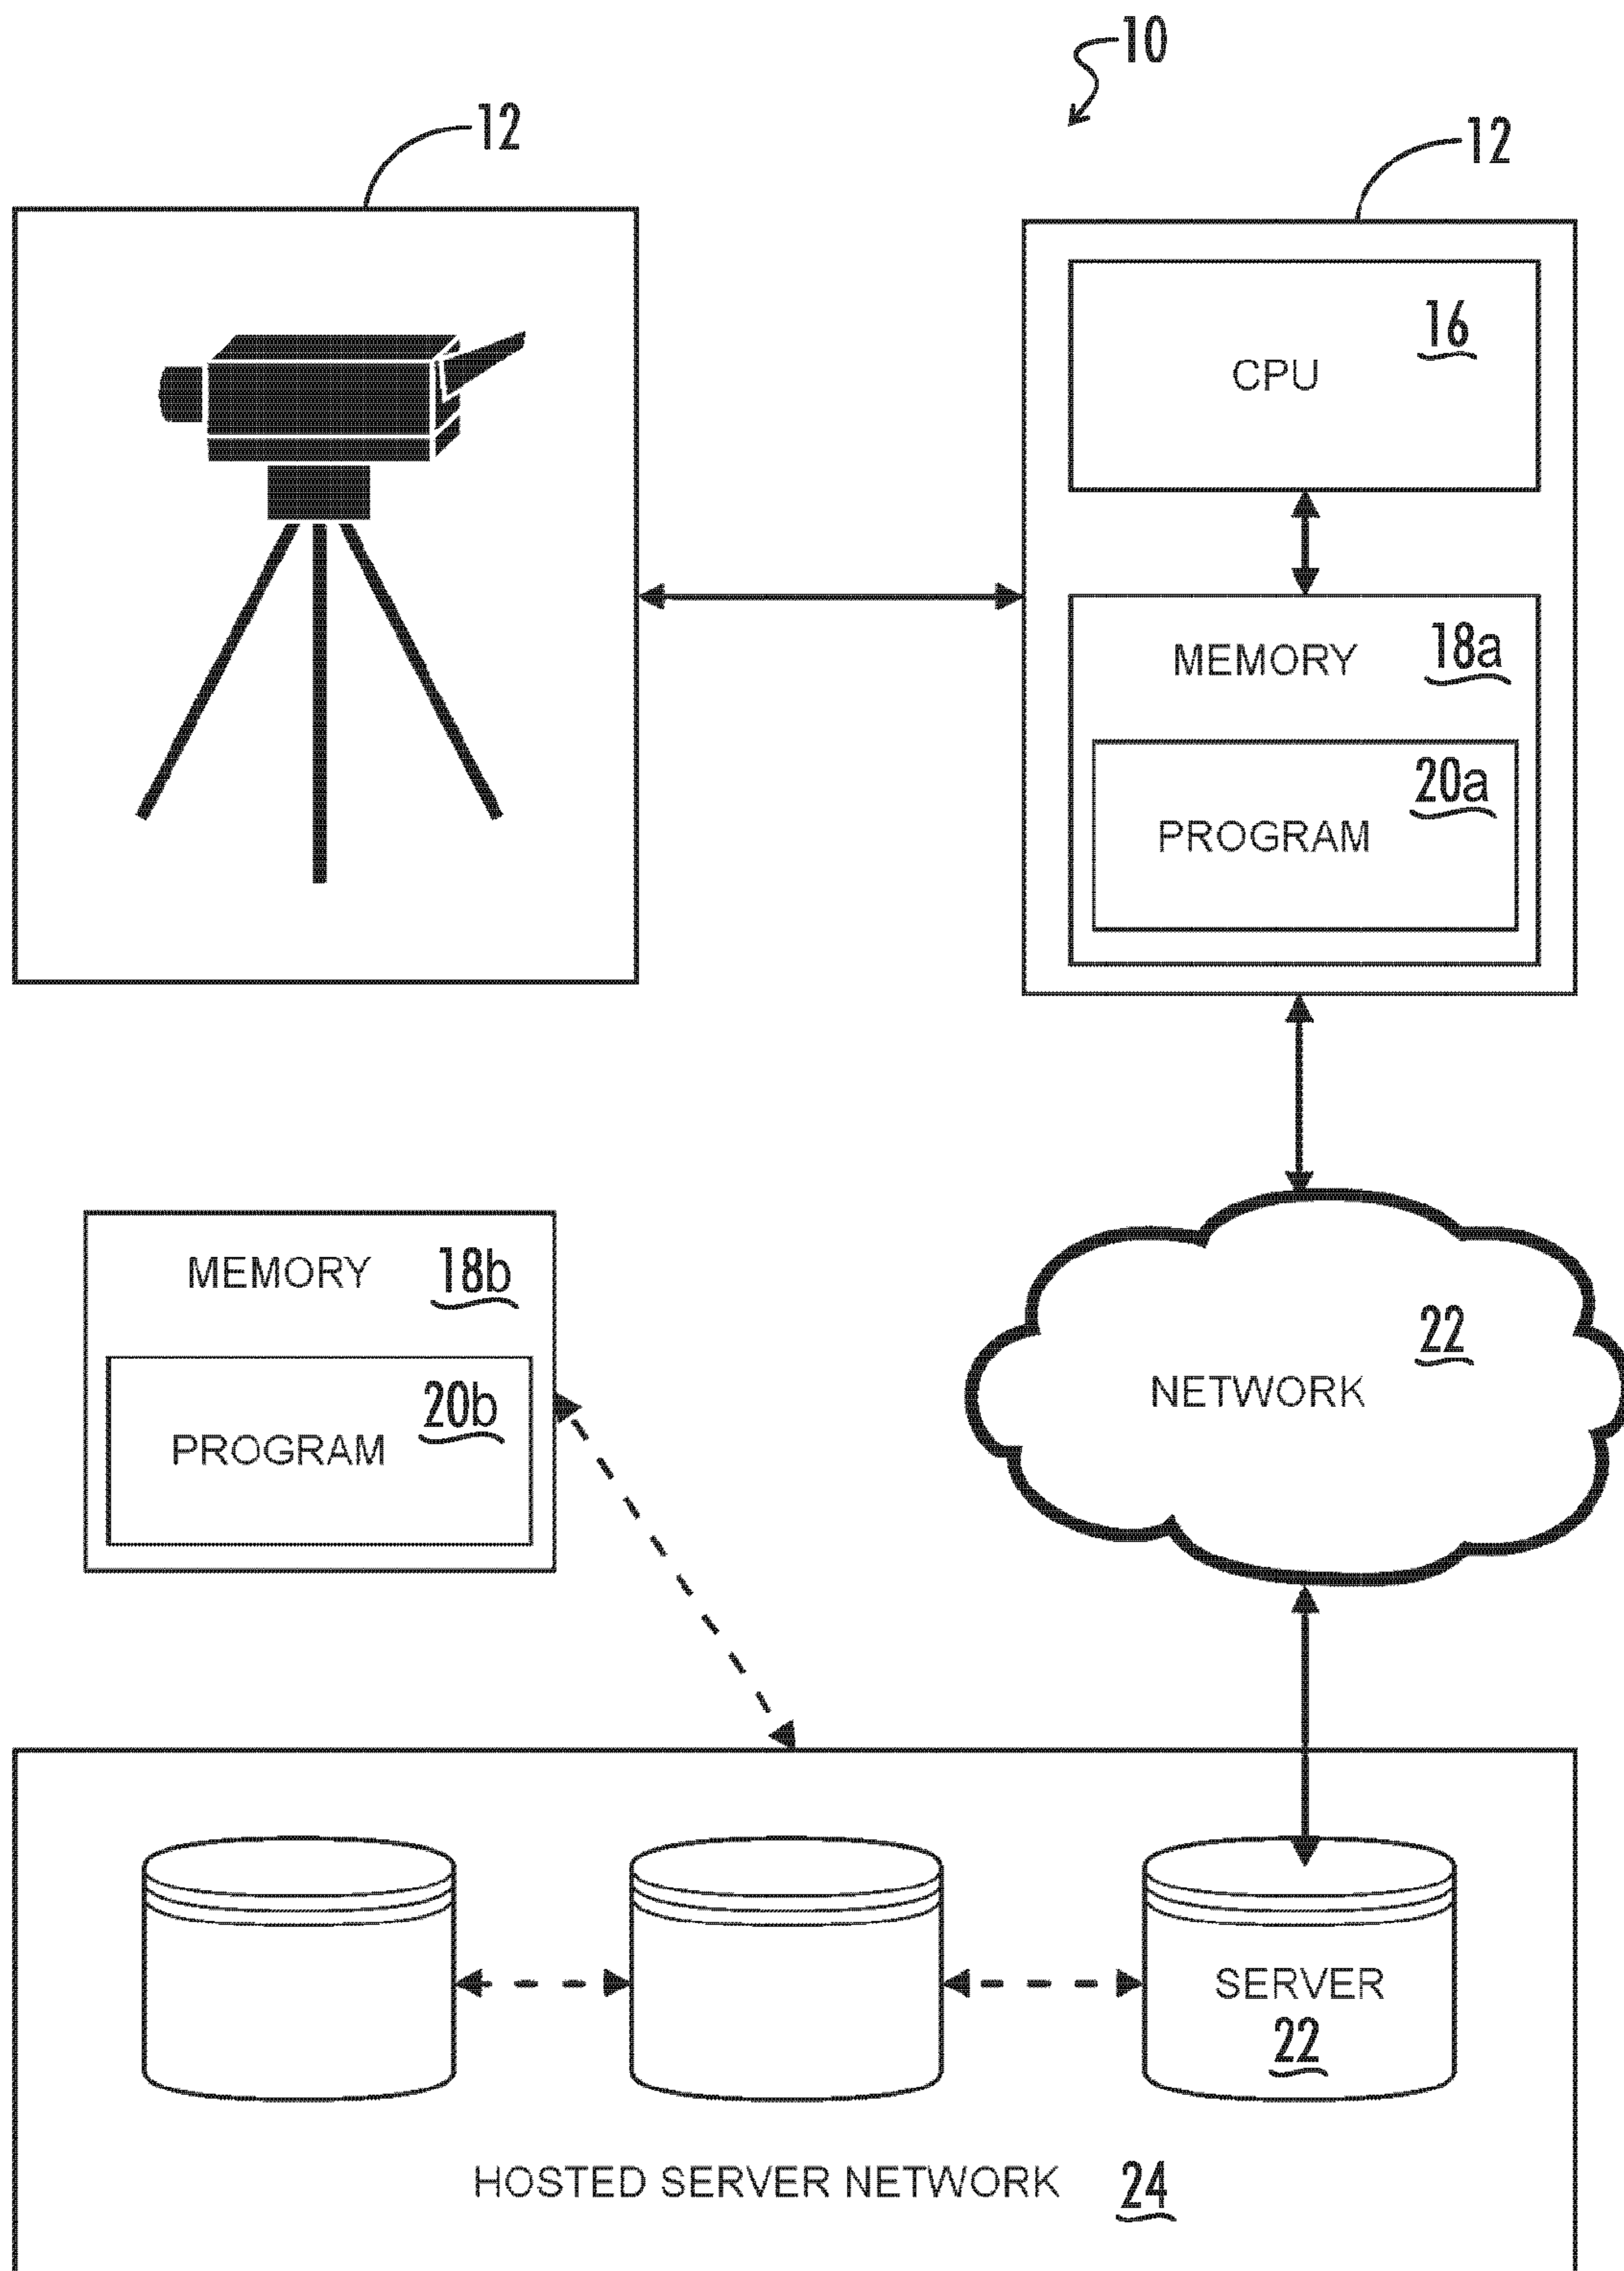 10
12
12
16
CPU
MEMORY 18a
20a
PROGRAM
MEMORY 18b
20b
PROGRAM
22
NETWORK
SERVER
22
HOSTED SERVER NETWORK 24